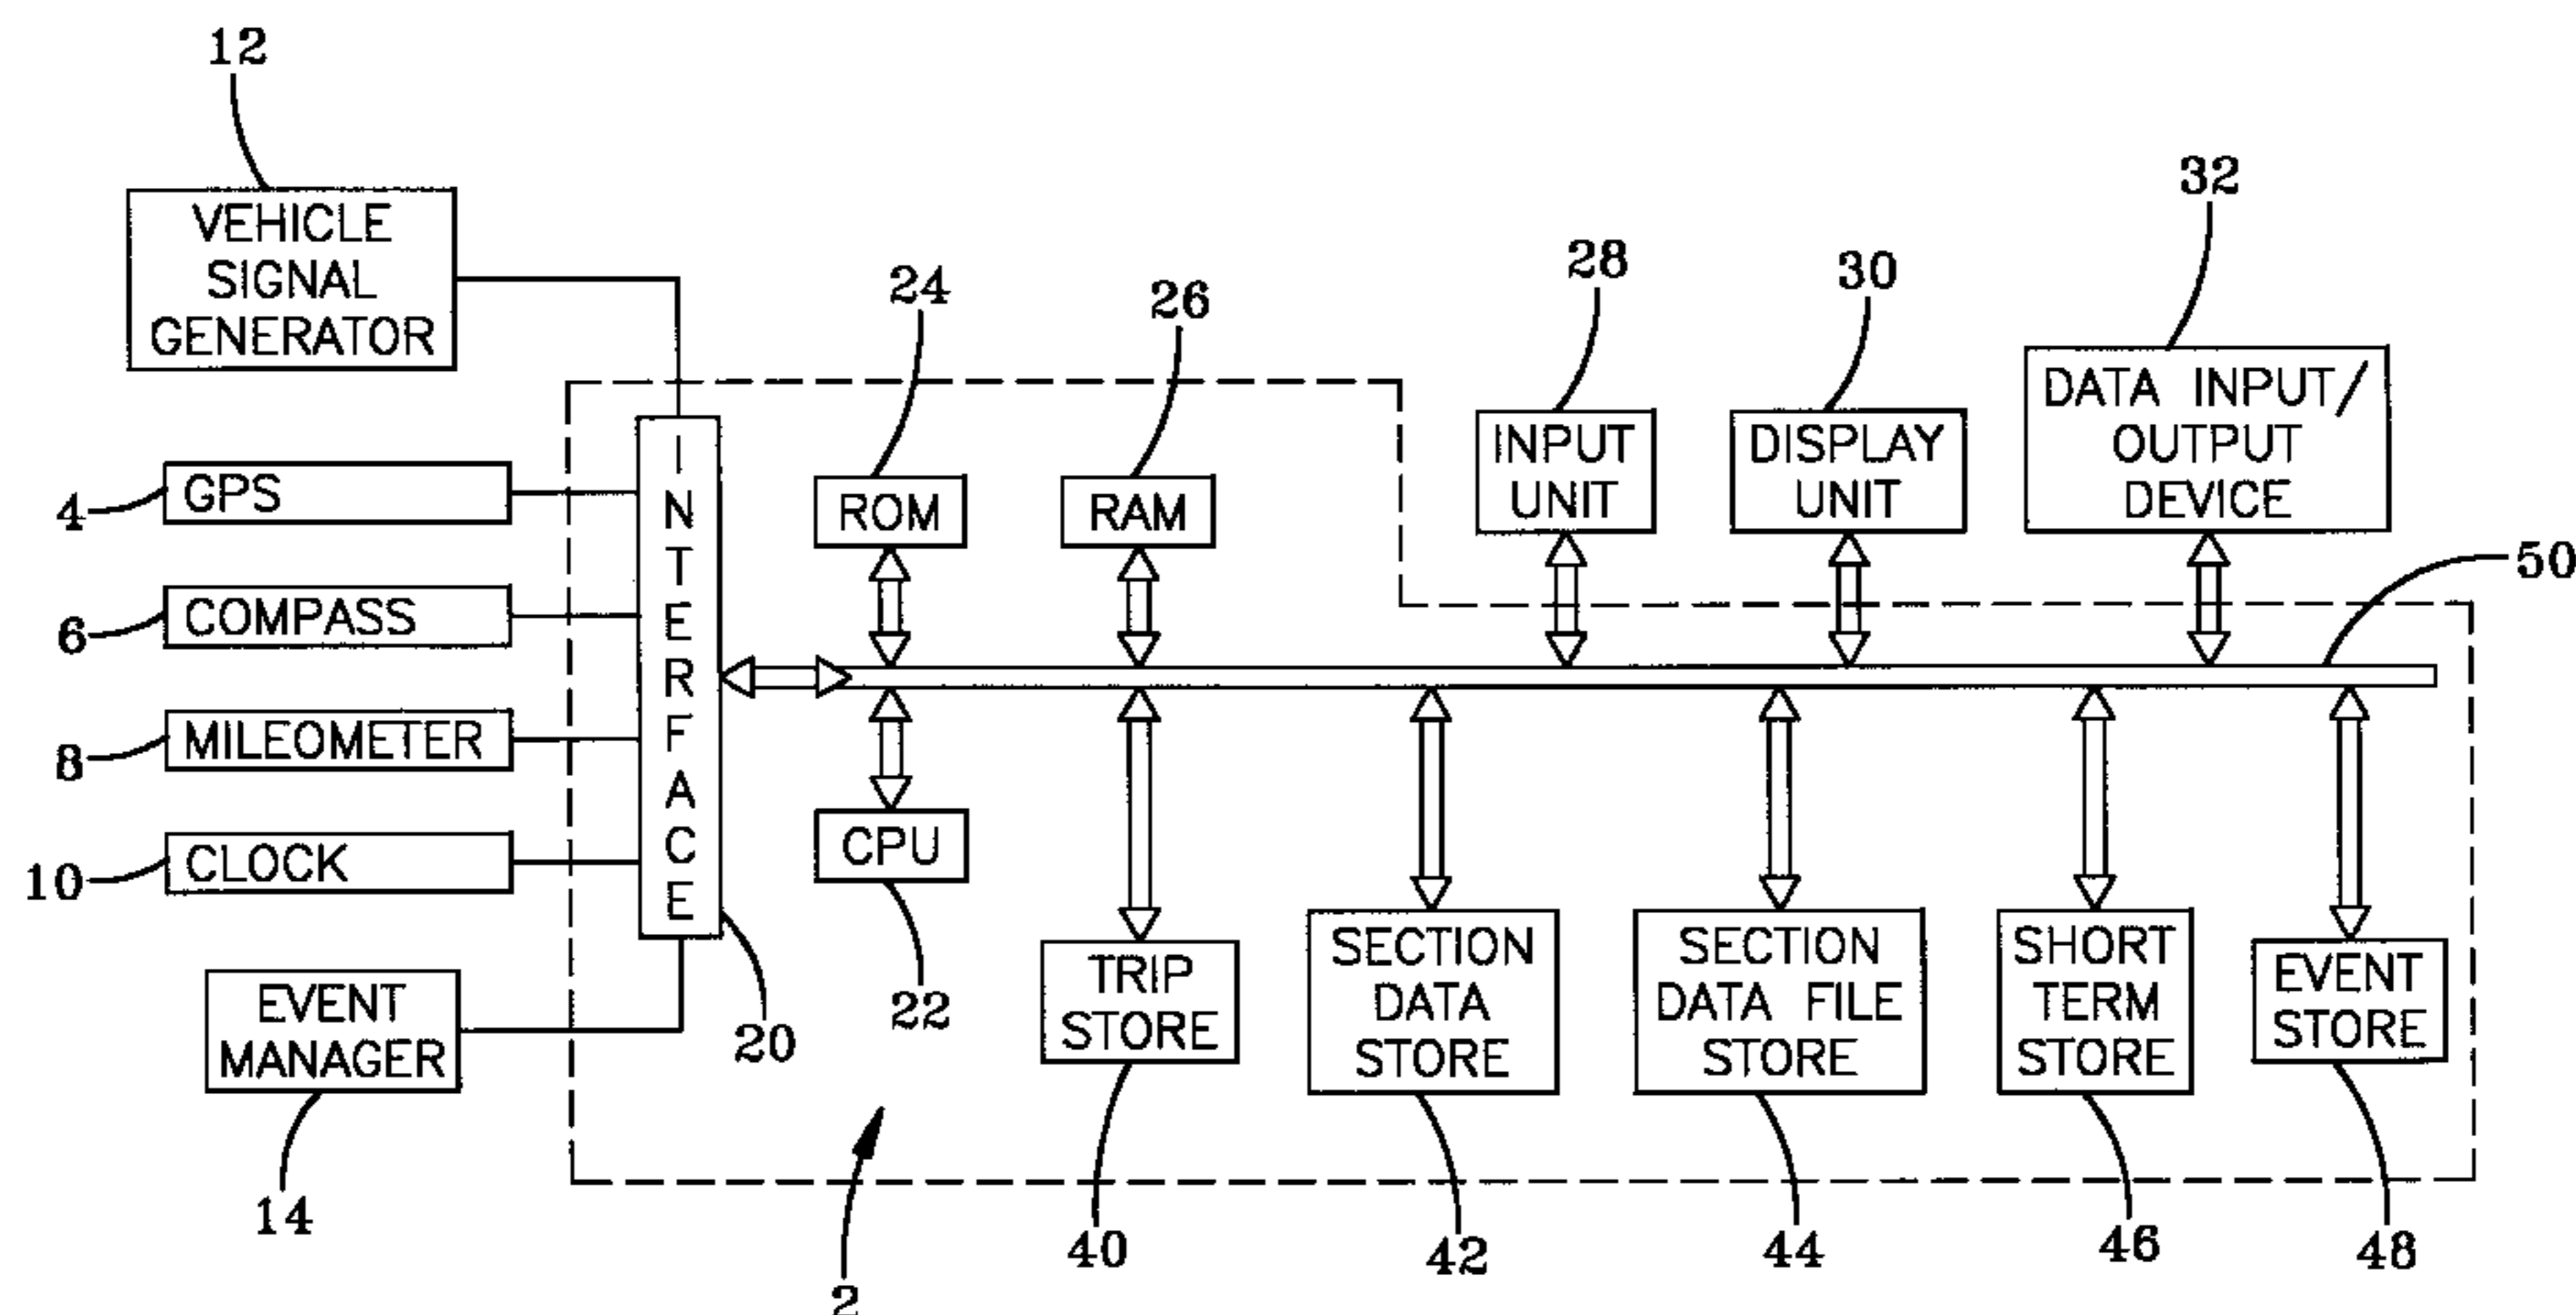 12
VEHICLE
SIGNAL
GENERATOR
32
28
30
24
26
DATA INPUT/
OUTPUT
DEVICE
INPUT
UNIT
DISPLAY
UNIT
4
GPS
ROM
RAM
50
INTERFACE
6
COMPASS
8
MILEOMETER
10
CLOCK
CPU
22
20
EVENT
MANAGER
14
TRIP
STORE
SECTION
DATA
STORE
SECTION
DATA FILE
STORE
SHORT
TERM
STORE
EVENT
STORE
2
40
42
44
46
48